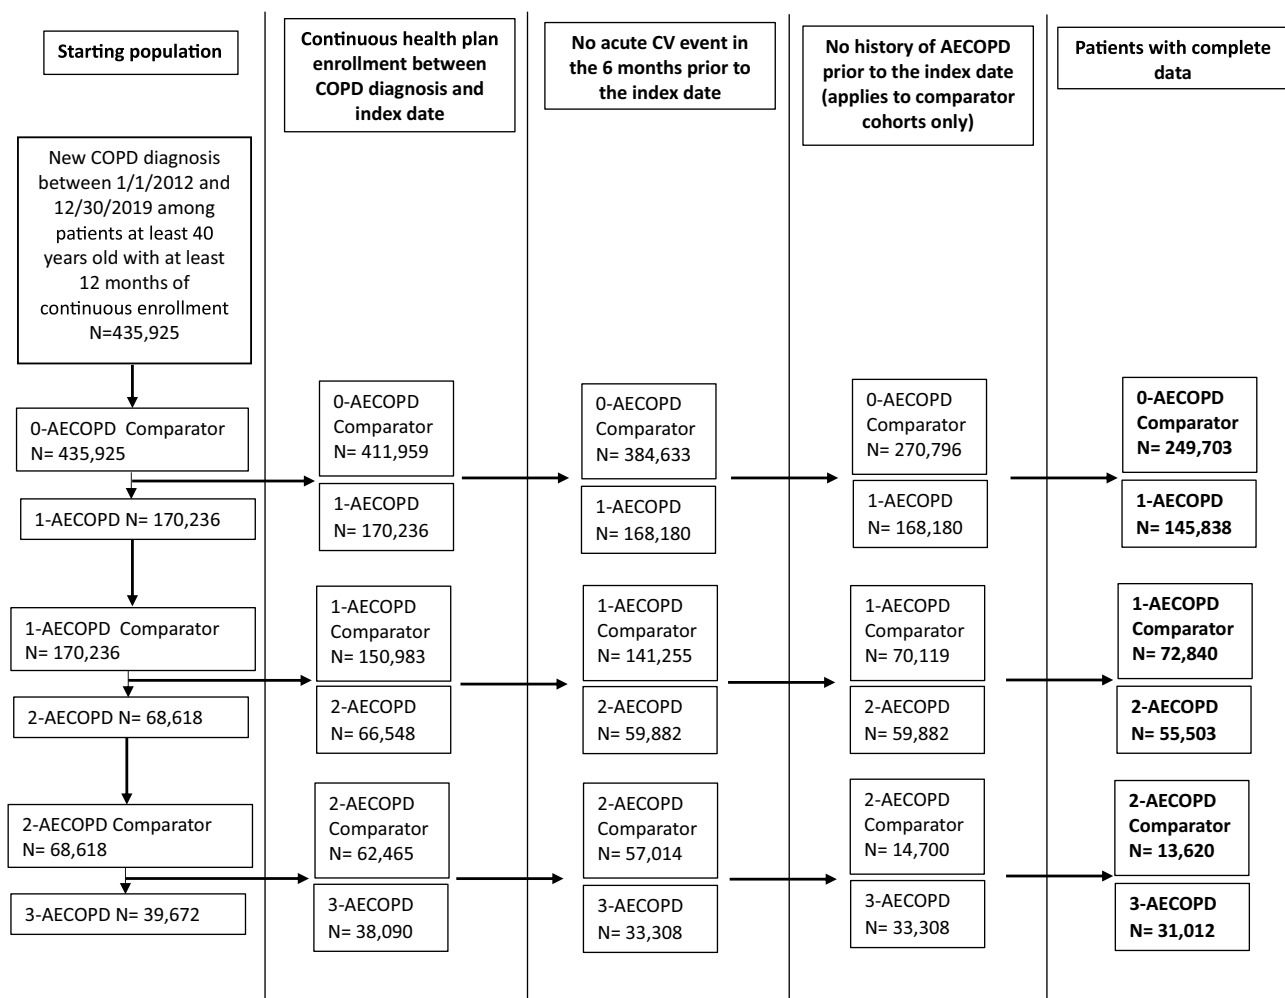 Starting population
Continuous health plan
enrollment between
COPD diagnosis and
index date
No acute CV event in
the 6 months prior to
the index date
No history of AECOPD
prior to the index date
(applies to comparator
cohorts only)
Patients with complete
data
New COPD diagnosis
between 1/1/2012 and
12/30/2019 among
patients at least 40
years old with at least
12 months of
continuous enrollment
N=435,925
0-AECOPD Comparator
N= 435,925
1-AECOPD N= 170,236
0-AECOPD
Comparator
N= 411,959
1-AECOPD
N= 170,236
0-AECOPD
Comparator
N= 384,633
1-AECOPD
N= 168,180
0-AECOPD
Comparator
N= 270,796
1-AECOPD
N= 168,180
0-AECOPD
Comparator
N= 249,703
1-AECOPD
N= 145,838
1-AECOPD Comparator
N= 170,236
2-AECOPD N= 68,618
1-AECOPD
Comparator
N= 150,983
2-AECOPD
N= 66,548
1-AECOPD
Comparator
N= 141,255
2-AECOPD
N= 59,882
1-AECOPD
Comparator
N= 70,119
2-AECOPD
N= 59,882
1-AECOPD
Comparator
N= 72,840
2-AECOPD
N= 55,503
2-AECOPD Comparator
N= 68,618
3-AECOPD N= 39,672
2-AECOPD
Comparator
N= 62,465
3-AECOPD
N= 38,090
2-AECOPD
Comparator
N= 57,014
3-AECOPD
N= 33,308
2-AECOPD
Comparator
N= 14,700
3-AECOPD
N= 33,308
2-AECOPD
Comparator
N= 13,620
3-AECOPD
N= 31,012